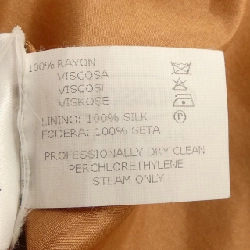 100% RAYON
VISCOSA
VISCOSI
VISKOSE
LINING: 100% SILK
FODERA: 100% SETA
PROFESSIONALLY DRY CLEAN
PERCHLORETHYLENE
STEAM ONLY